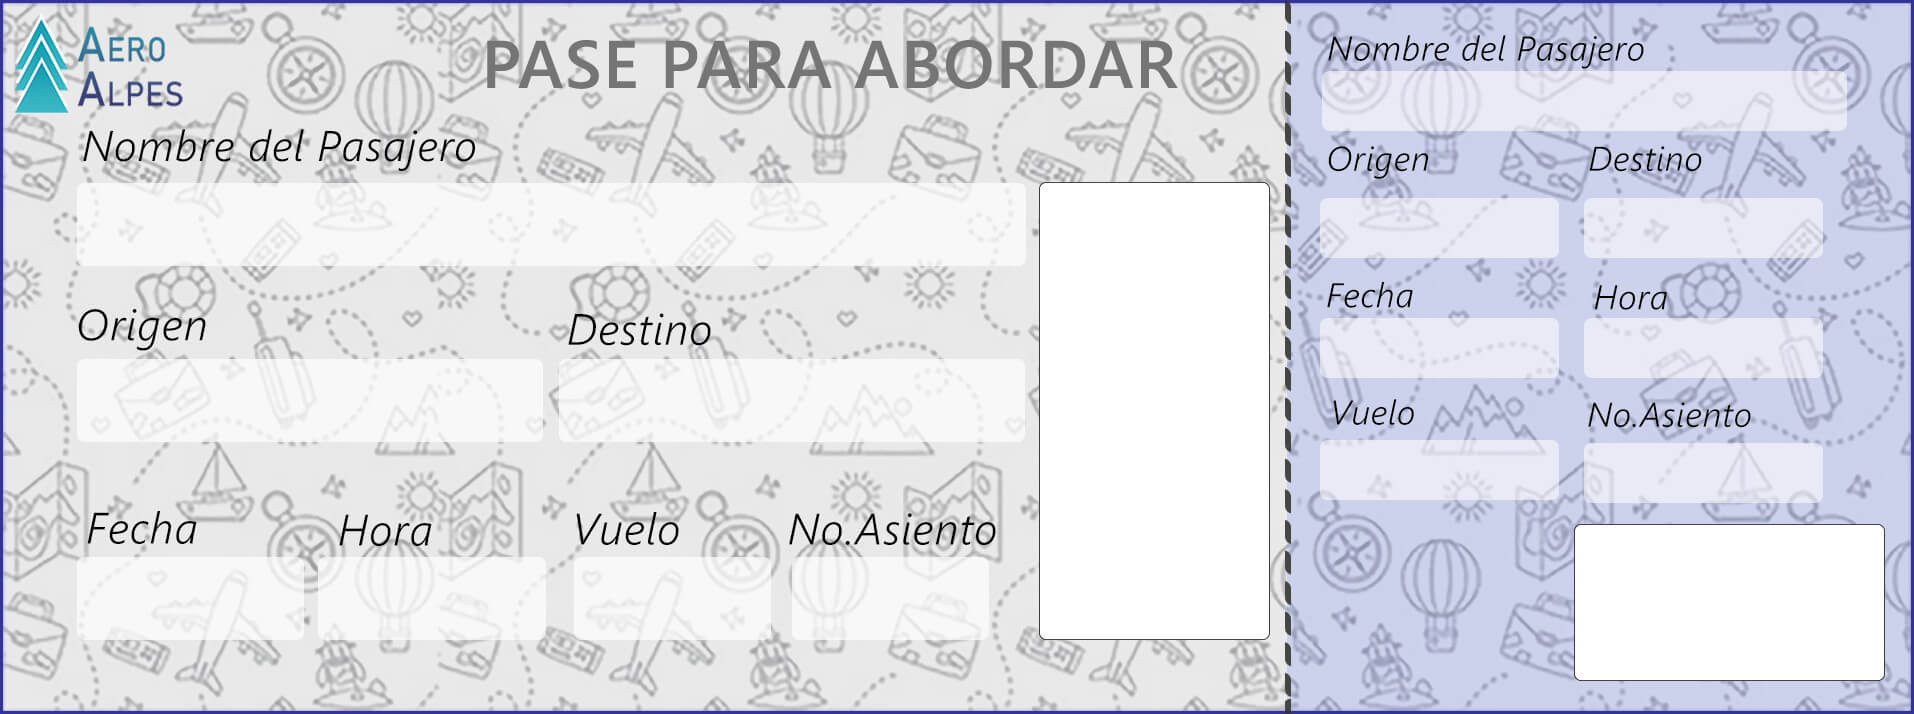 AERO
ALPES
PASE PARA ABORDAR
Nombre del Pasajero
Origen
Destino
Fecha
Hora
Vuelo
No.Asiento
Nombre del Pasajero
Origen
Destino
Fecha
Hora
Vuelo
No.Asiento